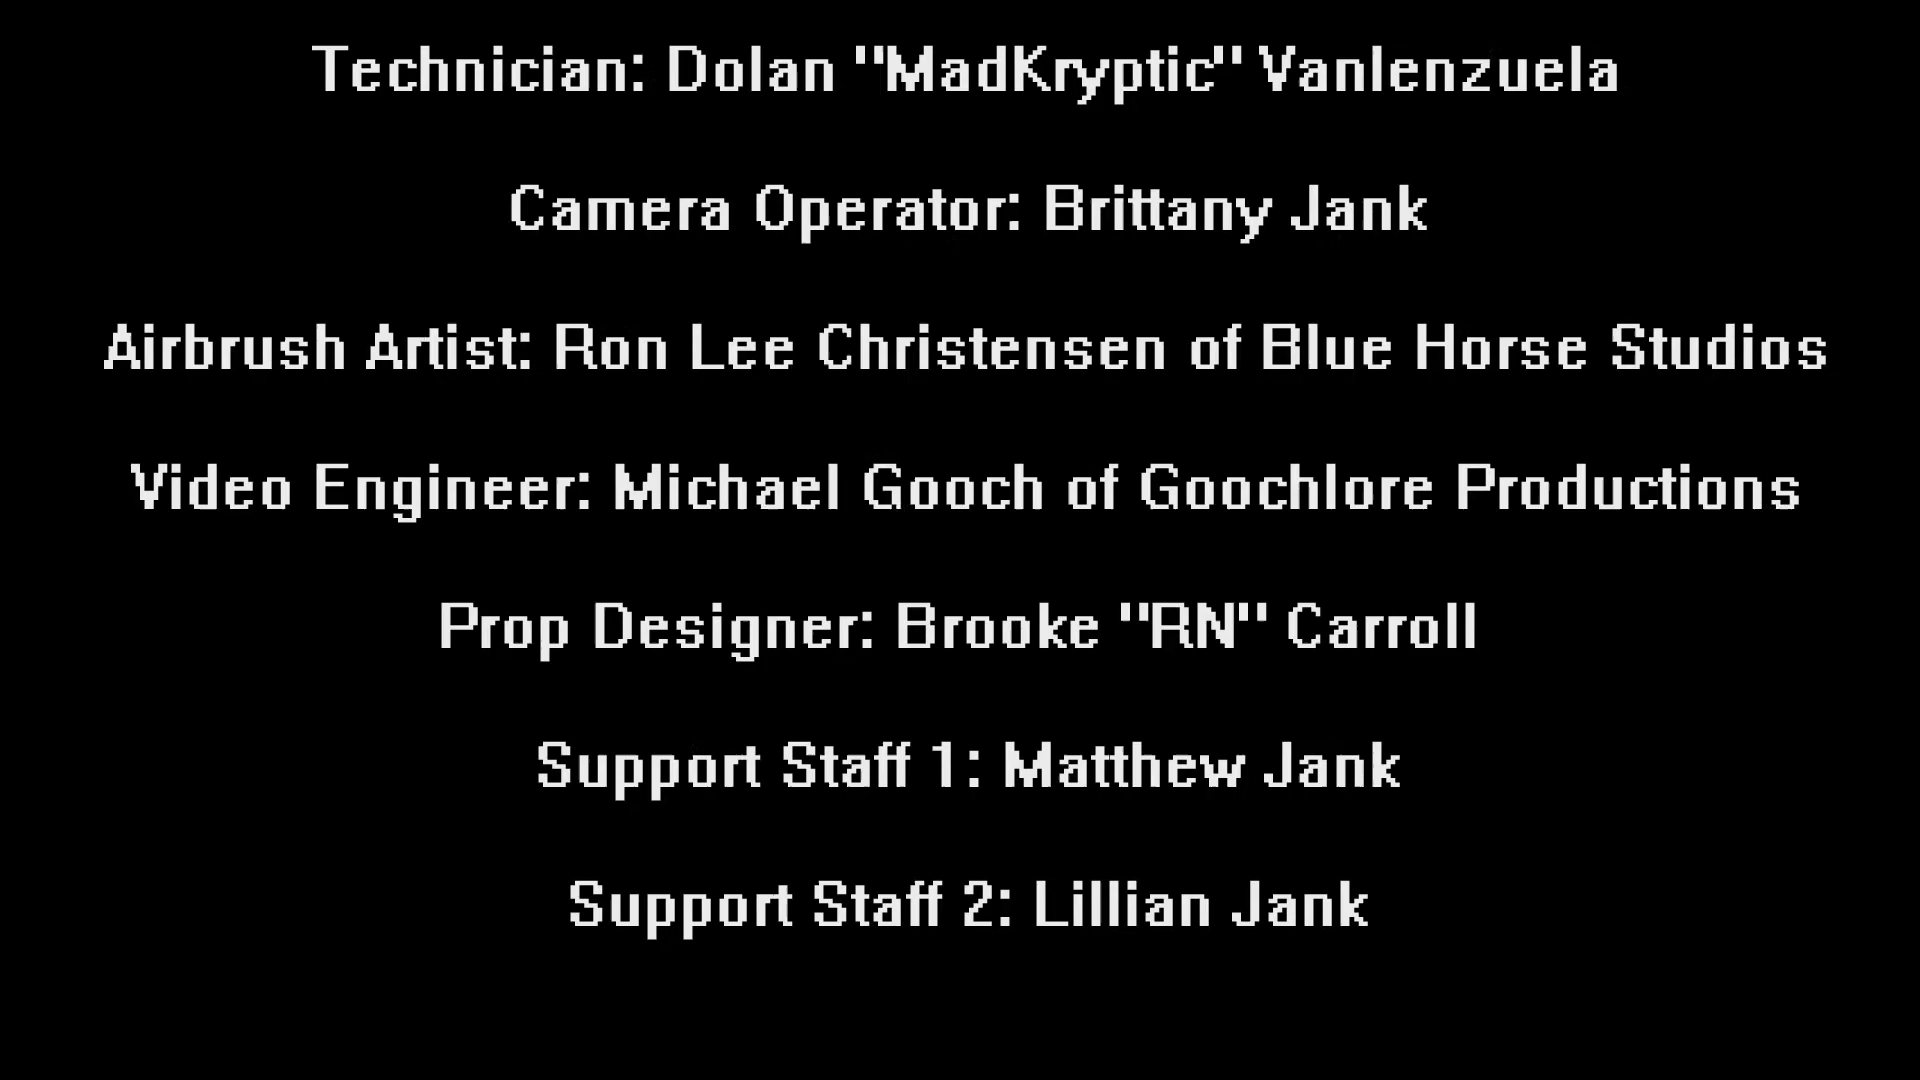 Technician: Dolan "MadKryptic" Vanlenzuela
Camera Operator: Brittany Jank
Airbrush Artist: Ron Lee Christensen of Blue Horse Studios
Video Engineer: Michael Gooch of Goochlore Productions
Prop Designer: Brooke "RN" Carroll
Support Staff 1: Matthew Jank
Support Staff 2: Lillian Jank